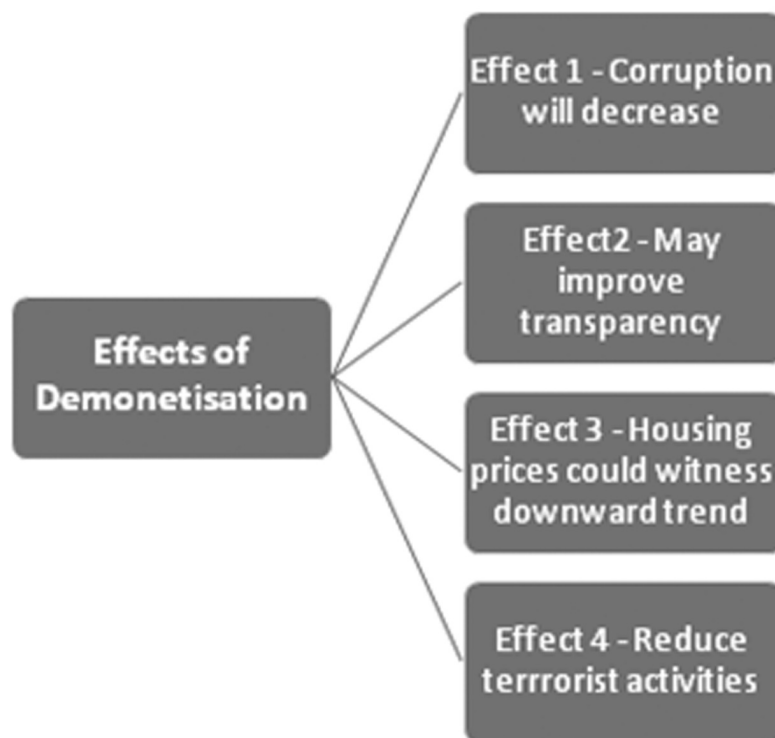 Effects of
Demonetisation
Effect 1 - Corruption
will decrease
Effect2 - May
improve
transparency
Effect 3 - Housing
prices could witness
downward trend
Effect 4 - Reduce
terrrorist activities